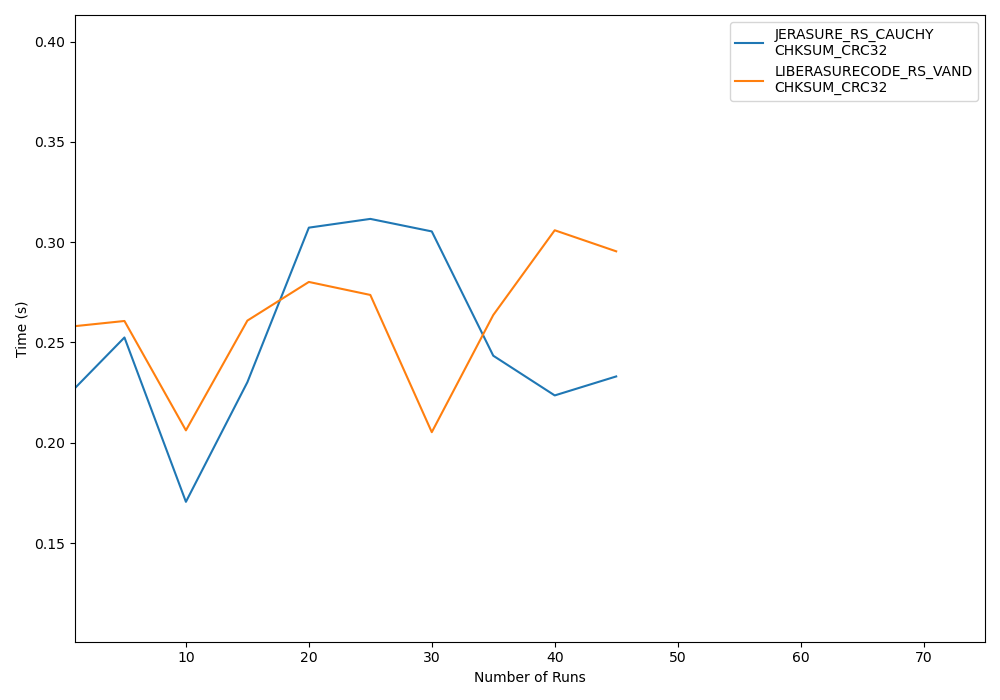 JERASURE_RS_CAUCHY
CHKSUM_CRC32
LIBERASURECODE_RS_VAND
CHKSUM_CRC32
Time (s)
0.40
0.35
0.30
0.25
0.20
0.15
10 20 30 40 50 60 70
Number of Runs